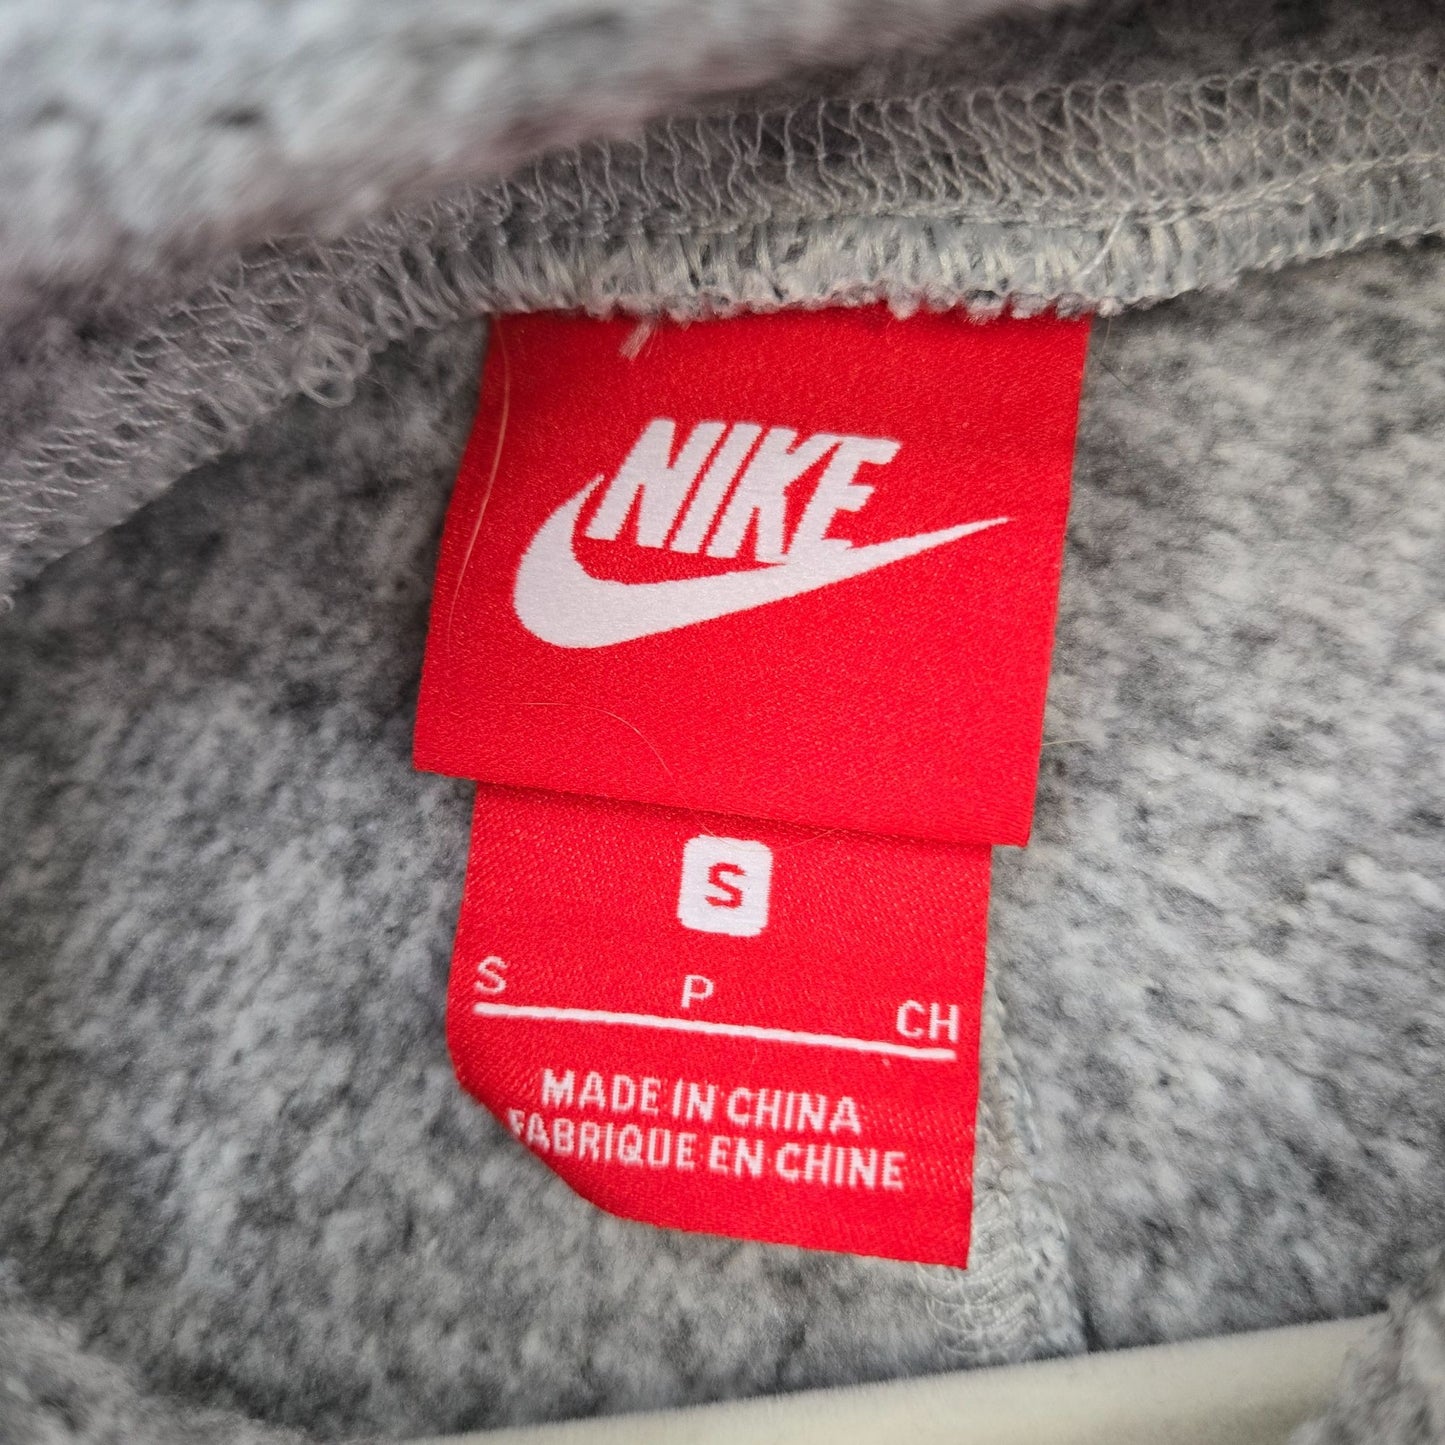 NIKE
S
S P CH
MADE IN CHINA
FABRIQUE EN CHINE